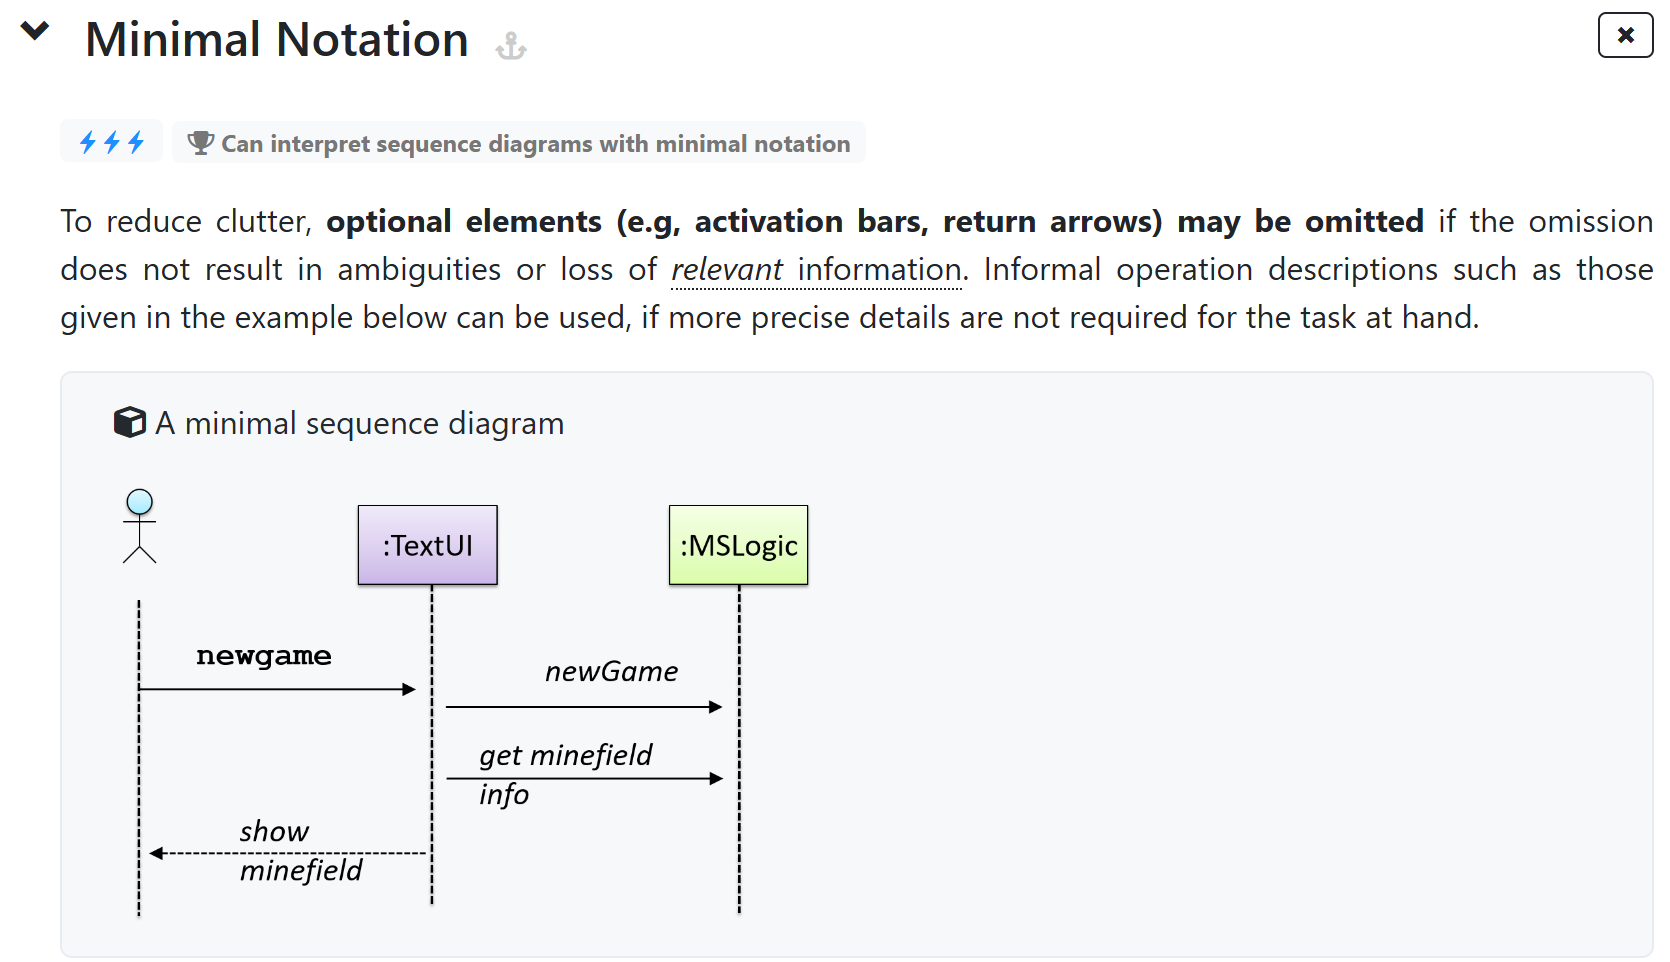 Minimal Notation
Can interpret sequence diagrams with minimal notation
To reduce clutter, optional elements (e.g, activation bars, return arrows) may be omitted if the omission
does not result in ambiguities or loss of relevant information. Informal operation descriptions such as those
given in the example below can be used, if more precise details are not required for the task at hand.
A minimal sequence diagram
:TextUI
:MSLogic
newgame
newGame
get minefield
info
show
minefield